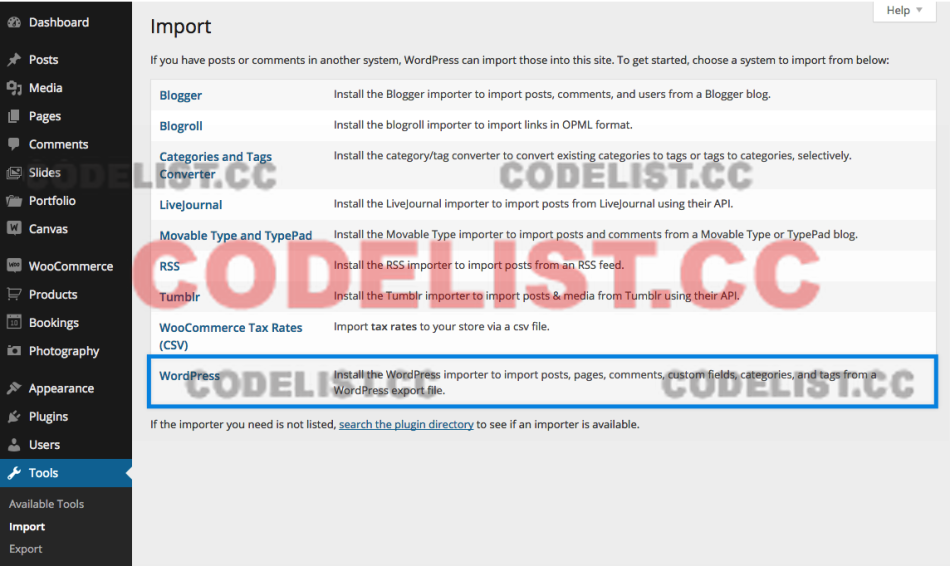 Help
Import
If you have posts or comments in another system, WordPress can import those into this site. To get started, choose a system to import from below:
Dashboard
Posts
Media
Pages
Comments
Slides
Portfolio
Canvas
WooCommerce
Products
Bookings
Photography
Appearance
Plugins
Users
Tools
Available Tools
Import
Export
Blogger
Install the Blogger importer to import posts, comments, and users from a Blogger blog.
Blogroll
Install the blogroll importer to import links in OPML format.
Categories and Tags
Converter
Install the category/tag converter to convert existing categories to tags or tags to categories, selectively.
CODELIST.CC
CODELIST.CC
LiveJournal
Install the LiveJournal importer to import posts from LiveJournal using their API.
Movable Type and TypePad
Install the Movable Type importer to import posts and comments from a Movable Type or TypePad blog.
CODELIST.CC
RSS
Install the RSS importer to import posts from an RSS feed.
Tumblr
Install the Tumblr importer to import posts & media from Tumblr using their API.
WooCommerce Tax Rates
(CSV)
Import tax rates to your store via a csv file.
WordPress
Install the WordPress importer to import posts, pages, comments, custom fields, categories, and tags from a
WordPress export file.
CODELIST.CC
CODELIST.CC
If the importer you need is not listed, search the plugin directory to see if an importer is available.